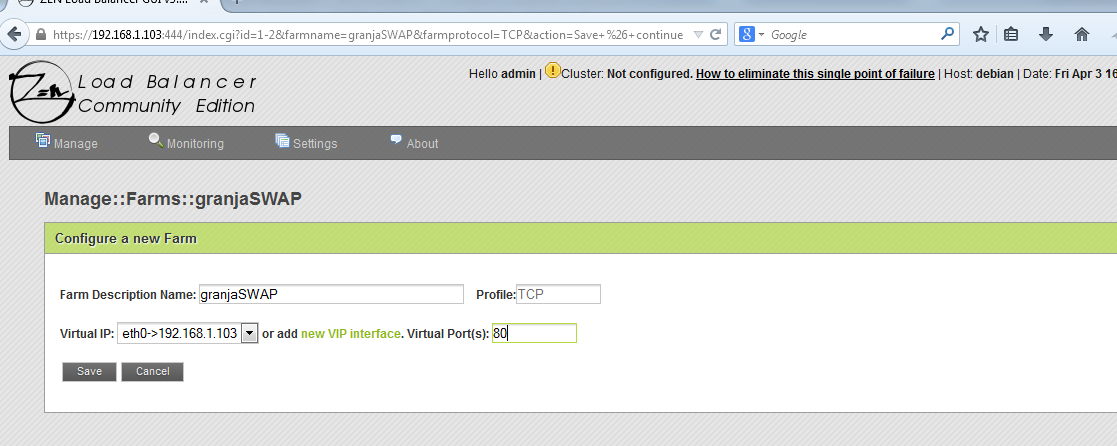 ZEN Load Balancer GUI v3....
https://192.168.1.103:444/index.cgi?id=1-2&farmname=granjaSWAP&farmprotocol=TCP&action=Save+%26+continue
Google
Zen
Load Balancer
Community Edition
Hello admin | Cluster: Not configured. How to eliminate this single point of failure | Host: debian | Date: Fri Apr 3 16
Manage Monitoring Settings About
Manage::Farms::granjaSWAP
Configure a new Farm
Farm Description Name: granjaSWAP Profile: TCP
Virtual IP: eth0->192.168.1.103 or add new VIP interface. Virtual Port(s): 80
Save Cancel